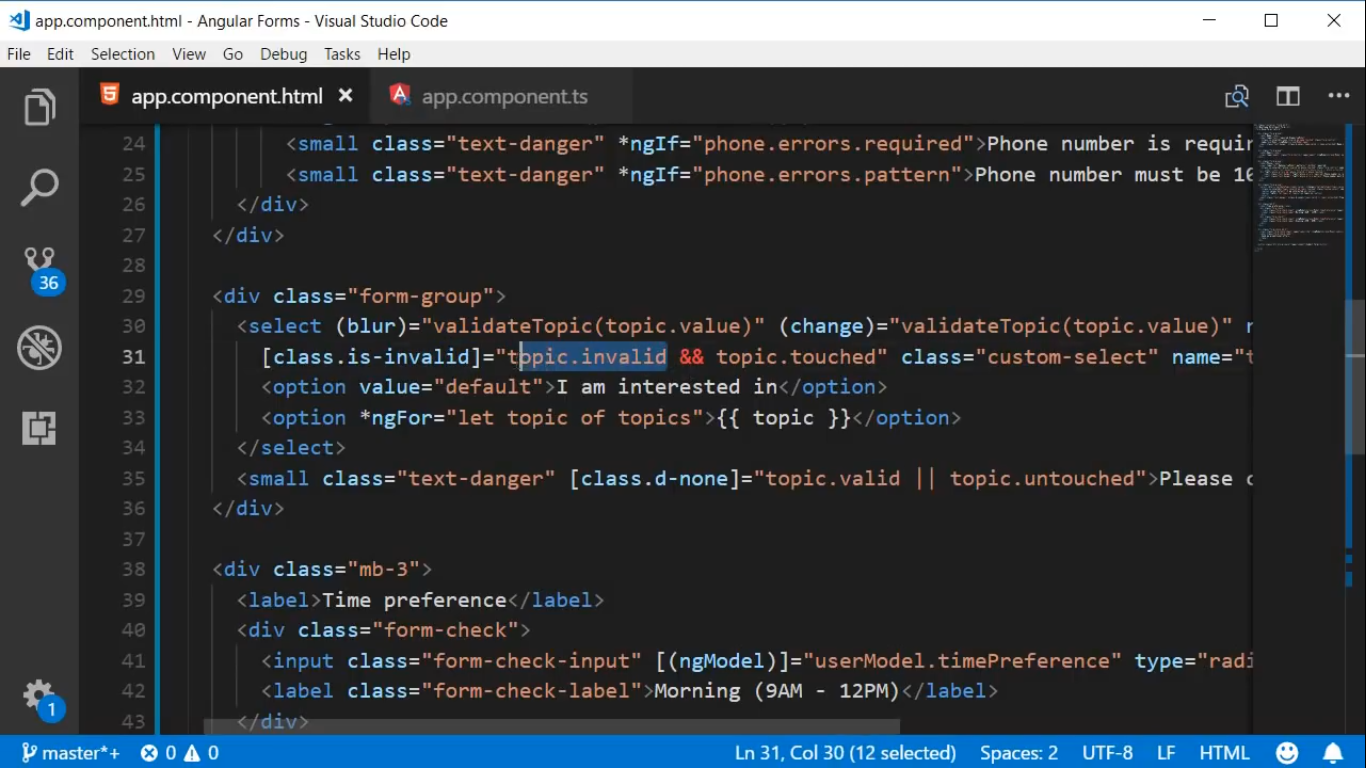 app.component.html - Angular Forms - Visual Studio Code
File Edit Selection View Go Debug Tasks Help
app.component.html app.component.ts
24 <small class="text-danger" *ngIf="phone.errors.required">Phone number is requir
25 <small class="text-danger" *ngIf="phone.errors.pattern">Phone number must be 10
26 </div>
27 </div>
28
29 <div class="form-group">
30 <select (blur)="validateTopic(topic.value)" (change)="validateTopic(topic.value)" n
31 [class.is-invalid]="topic.invalid && topic.touched" class="custom-select" name="t
32 <option value="default">I am interested in</option>
33 <option *ngFor="let topic of topics">{{ topic }}</option>
34 </select>
35 <small class="text-danger" [class.d-none]="topic.valid || topic.untouched">Please c
36 </div>
37
38 <div class="mb-3">
39 <label>Time preference</label>
40 <div class="form-check">
41 <input class="form-check-input" [(ngModel)]="userModel.timePreference" type="radi
42 <label class="form-check-label">Morning (9AM - 12PM)</label>
43 </div>
36
1
master*+ 0 0 Ln 31, Col 30 (12 selected) Spaces: 2 UTF-8 LF HTML